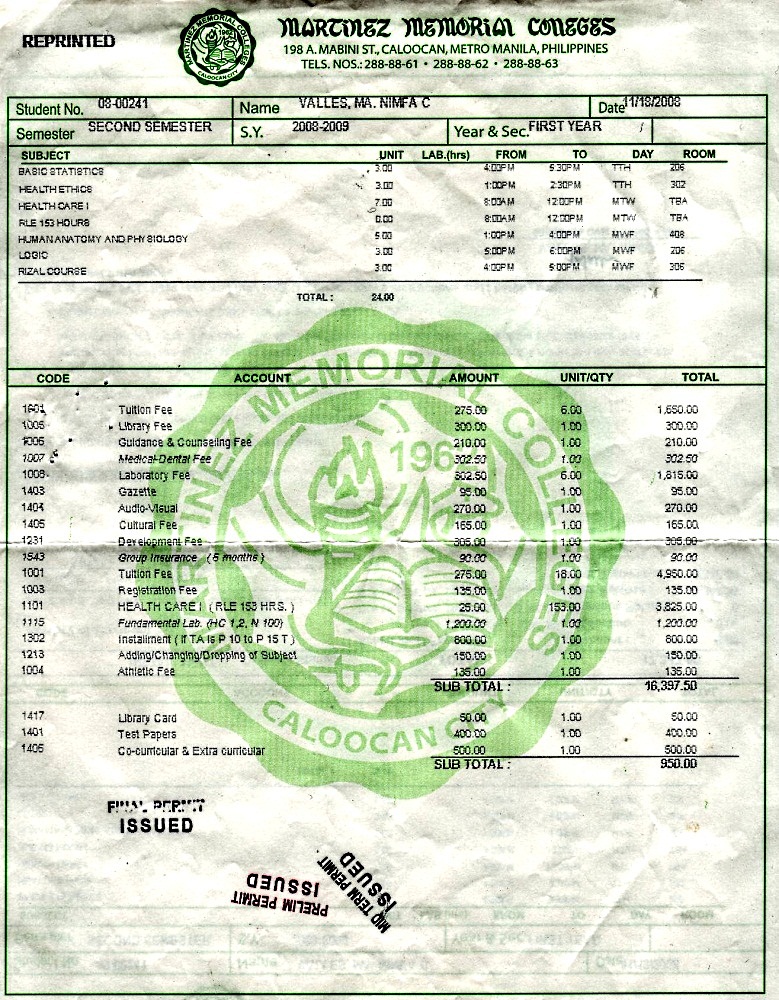 REPRINTED
MARTINEZ MEMORIAL COLLEGES
198 A. MABINI ST., CALOOCAN, METRO MANILA, PHILIPPINES
TELS. NOS.: 288-88-61 • 288-88-62 • 288-88-63
MARTINEZ MEMORIAL COLLEGES
1962
CALOOCAN CITY
Student No. 08-00241 Name VALLES, MA. NIMFA C Date 11/18/2008
Semester SECOND SEMESTER S.Y. 2008-2009 Year & Sec. FIRST YEAR /
SUBJECT UNIT LAB.(hrs) FROM TO DAY ROOM
BASIC STATISTICS 3.00 4:00PM 5:30PM TTH 206
HEALTH ETHICS 3.00 1:00PM 2:30PM TTH 302
HEALTH CARE I 7.00 8:00AM 12:00PM MTW TBA
RLE 153 HOURS 0.00 8:00AM 12:00PM MTW TBA
HUMAN ANATOMY AND PHYSIOLOGY 5.00 1:00PM 4:00PM MWF 408
LOGIC 3.00 5:00PM 6:00PM MWF 206
RIZAL COURSE 3.00 4:00PM 5:00PM MWF 306
TOTAL : 24.00
CODE ACCOUNT AMOUNT UNIT/QTY TOTAL
1001 Tuition Fee 275.00 6.00 1,650.00
1005 Library Fee 300.00 1.00 300.00
1006 Guidance & Counseling Fee 210.00 1.00 210.00
1007 Medical-Dental Fee 302.50 1.00 302.50
1008 Laboratory Fee 302.50 6.00 1,815.00
1403 Gazette 95.00 1.00 95.00
1404 Audio-Visual 270.00 1.00 270.00
1405 Cultural Fee 165.00 1.00 165.00
1231 Development Fee 305.00 1.00 305.00
1543 Group Insurance ( 5 months ) 90.00 1.00 90.00
1001 Tuition Fee 275.00 18.00 4,950.00
1003 Registration Fee 135.00 1.00 135.00
1101 HEALTH CARE I ( RLE 153 HRS. ) 25.00 153.00 3,825.00
1115 Fundamental Lab. (HC 1,2, N 100) 1,200.00 1.00 1,200.00
1302 Installment ( if TA is P 10 to P 15 T ) 800.00 1.00 800.00
1213 Adding/Changing/Dropping of Subject 150.00 1.00 150.00
1004 Athletic Fee 135.00 1.00 135.00
SUB TOTAL : 16,397.50
1417 Library Card 50.00 1.00 50.00
1401 Test Papers 400.00 1.00 400.00
1406 Co-curricular & Extra curricular 500.00 1.00 500.00
SUB TOTAL : 950.00
MARTINEZ MEMORIAL COLLEGES
196
CALOOCAN CITY
FINAL PERMIT
ISSUED
PRELIM PERMIT
ISSUED
MID TERM PERMIT
ISSUED